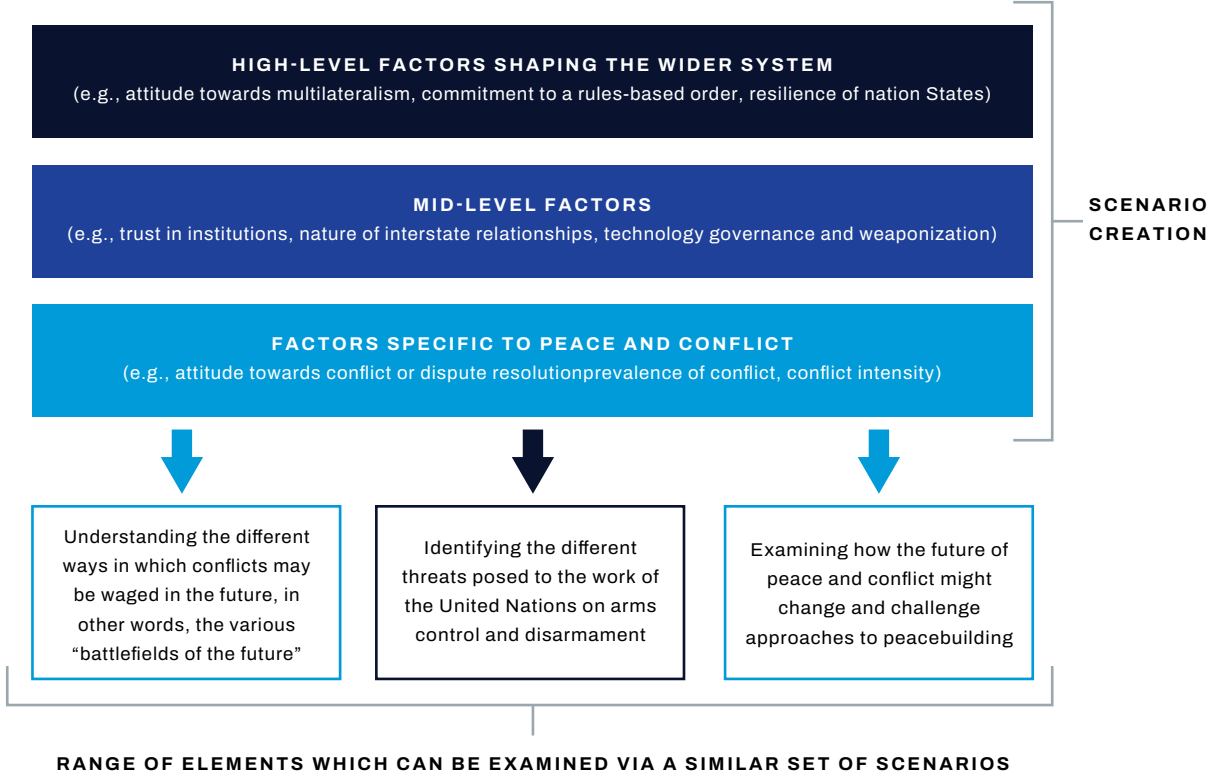 HIGH-LEVEL FACTORS SHAPING THE WIDER SYSTEM
(e.g., attitude towards multilateralism, commitment to a rules-based order, resilience of nation States)
MID-LEVEL FACTORS
(e.g., trust in institutions, nature of interstate relationships, technology governance and weaponization)
SCENARIO
CREATION
FACTORS SPECIFIC TO PEACE AND CONFLICT
(e.g., attitude towards conflict or dispute resolutionprevalence of conflict, conflict intensity)
Understanding the different
ways in which conflicts may
be waged in the future, in
other words, the various
“battlefields of the future”
Identifying the different
threats posed to the work of
the United Nations on arms
control and disarmament
Examining how the future of
peace and conflict might
change and challenge
approaches to peacebuilding
RANGE OF ELEMENTS WHICH CAN BE EXAMINED VIA A SIMILAR SET OF SCENARIOS